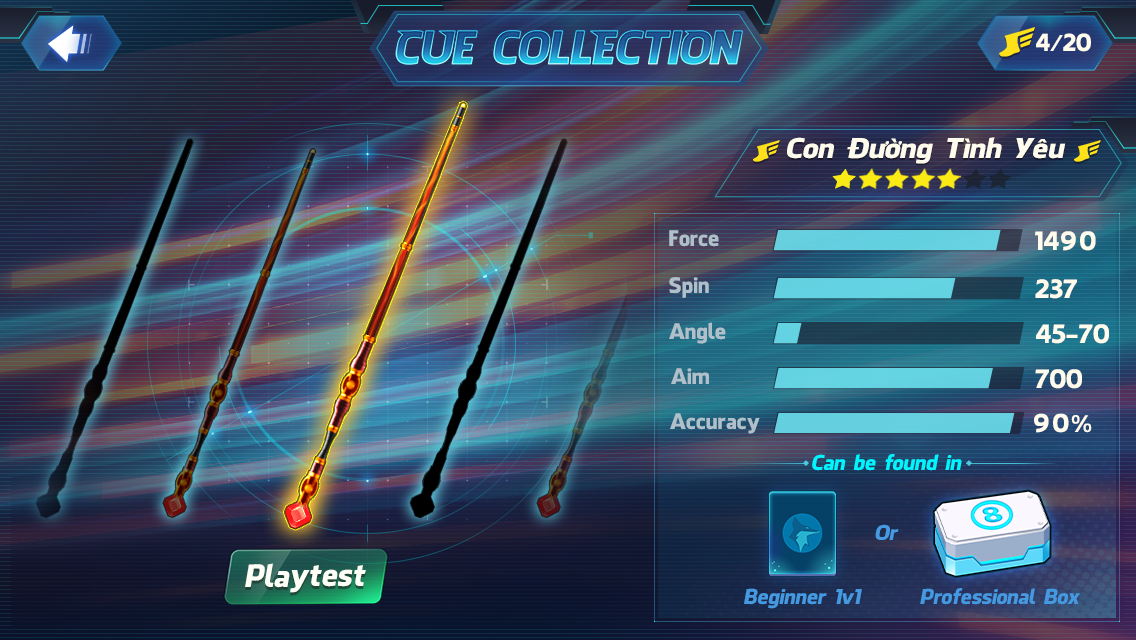 CUE COLLECTION
4/20
Con Đường Tình Yêu
Force 1490
Spin 237
Angle 45-70
Aim 700
Accuracy 90%
Can be found in
8
Or
Beginner 1v1 Professional Box
Playtest